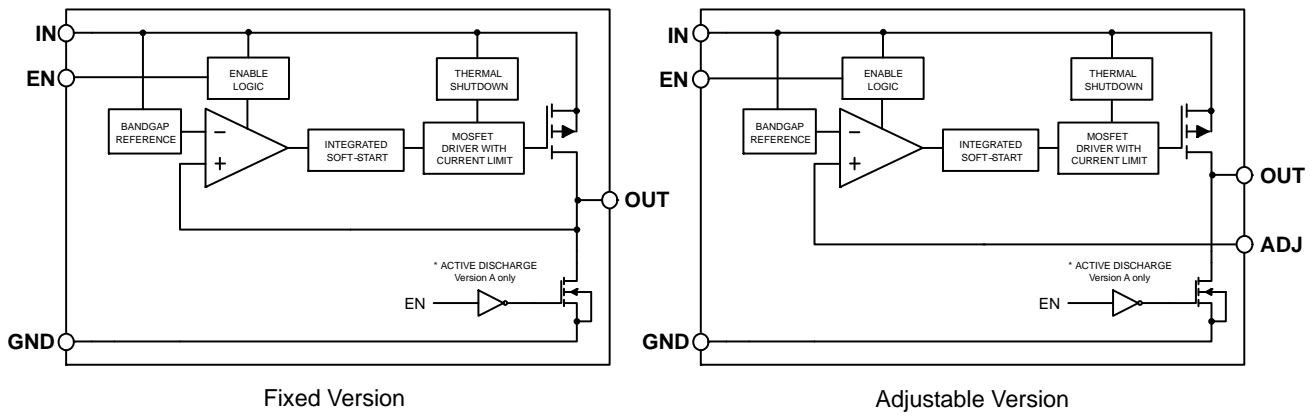 IN
EN
ENABLE
LOGIC
THERMAL
SHUTDOWN
BANDGAP
REFERENCE
−
+
INTEGRATED
SOFT-START
MOSFET
DRIVER WITH
CURRENT LIMIT
OUT
* ACTIVE DISCHARGE
Version A only
EN
GND
Fixed Version
IN
EN
ENABLE
LOGIC
THERMAL
SHUTDOWN
BANDGAP
REFERENCE
−
+
INTEGRATED
SOFT-START
MOSFET
DRIVER WITH
CURRENT LIMIT
OUT
ADJ
* ACTIVE DISCHARGE
Version A only
EN
GND
Adjustable Version